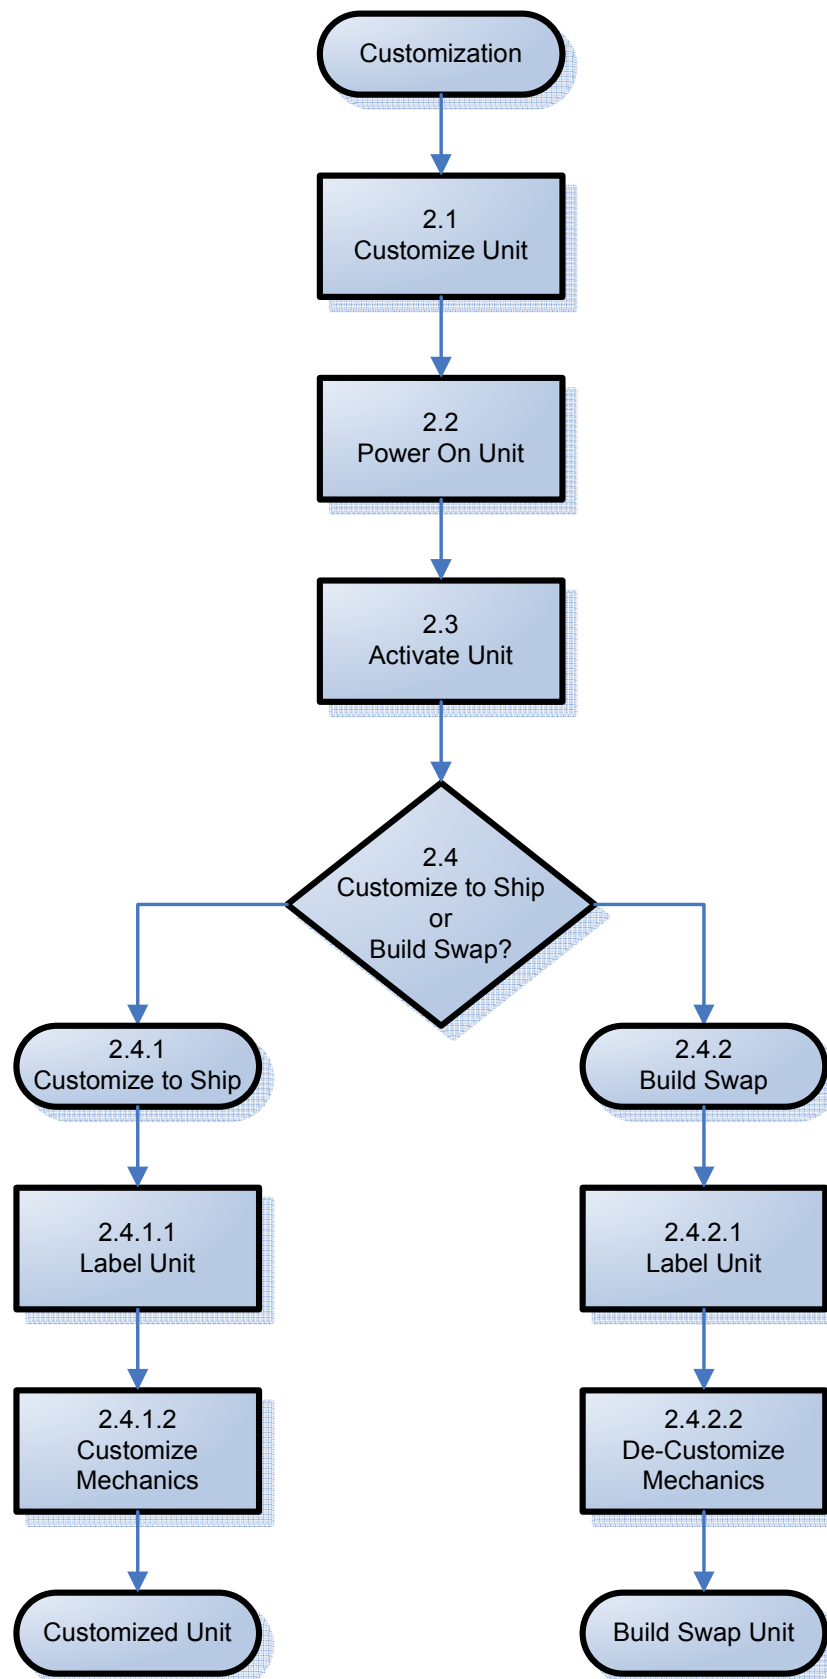 Customization
2.1
Customize Unit
2.2
Power On Unit
2.3
Activate Unit
2.4
Customize to Ship
or
Build Swap?
2.4.1
Customize to Ship
2.4.2
Build Swap
2.4.1.1
Label Unit
2.4.2.1
Label Unit
2.4.1.2
Customize
Mechanics
2.4.2.2
De-Customize
Mechanics
Customized Unit
Build Swap Unit